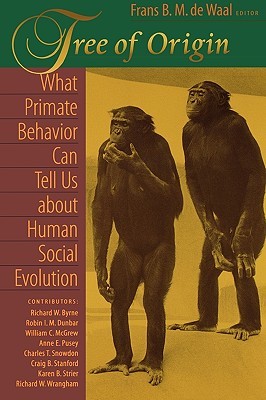 Frans B. M. de Waal EDITOR
Tree of Origin
What
Primate
Behavior
Can
Tell Us
about
Human
Social
Evolution
CONTRIBUTORS:
Richard W. Byrne
Robin I. M. Dunbar
William C. McGrew
Anne E. Pusey
Charles T. Snowdon
Craig B. Stanford
Karen B. Strier
Richard W. Wrangham